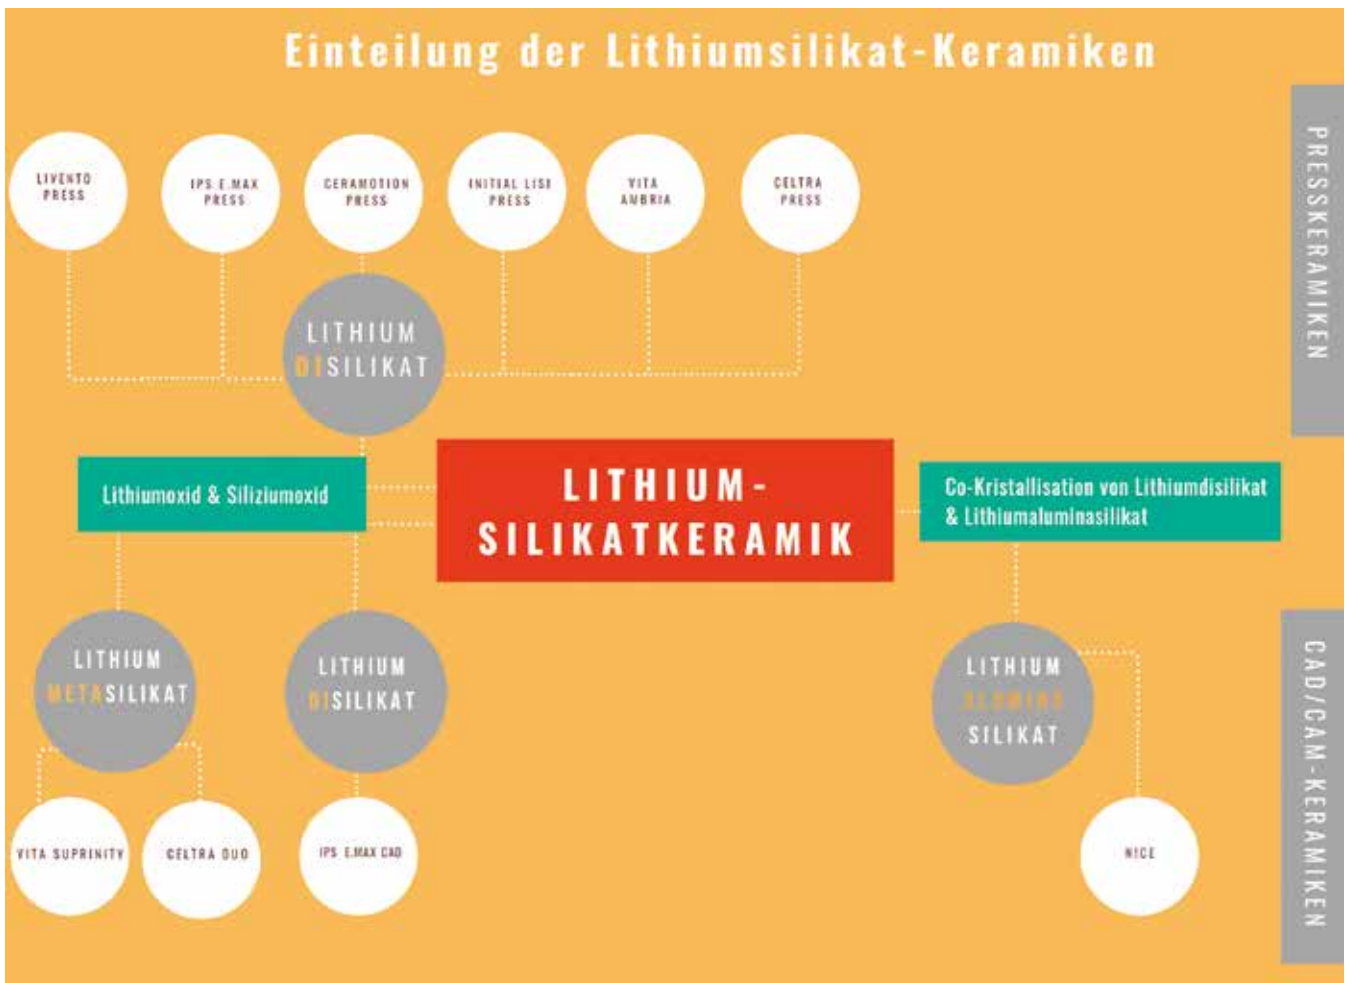 Einteilung der Lithiumsilikat-Keramiken
PRESSKERAMIKEN
LIVENTO
PRESS
IPS E.MAX
PRESS
CERAMOTION
PRESS
INITIAL LISI
PRESS
VITA
AMBRIA
CELTRA
PRESS
LITHIUM
DISILIKAT
Lithiumoxid & Siliziumoxid
LITHIUM-
SILIKATKERAMIK
Co-Kristallisation von Lithiumdisilikat
& Lithiumaluminasilikat
LITHIUM
METASILIKAT
LITHIUM
DISILIKAT
LITHIUM
ALUMINA
SILIKAT
CAD/CAM-KERAMIKEN
VITA SUPRINITY
CELTRA DUO
IPS E.MAX CAD
NICE